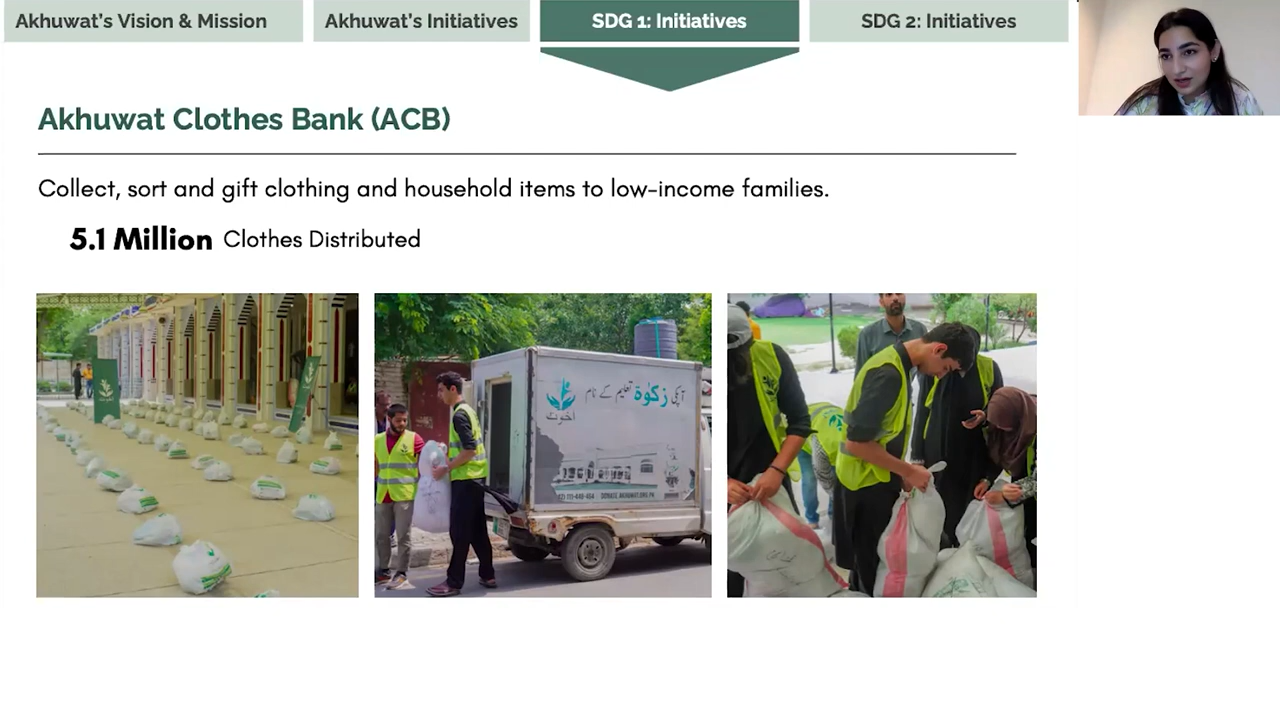 Akhuwat's Vision & Mission
Akhuwat's Initiatives
SDG 1: Initiatives
SDG 2: Initiatives
Akhuwat Clothes Bank (ACB)
Collect, sort and gift clothing and household items to low-income families.
5.1 Million Clothes Distributed
آپکی زکوٰۃ تعلیم کے نام
اخوت